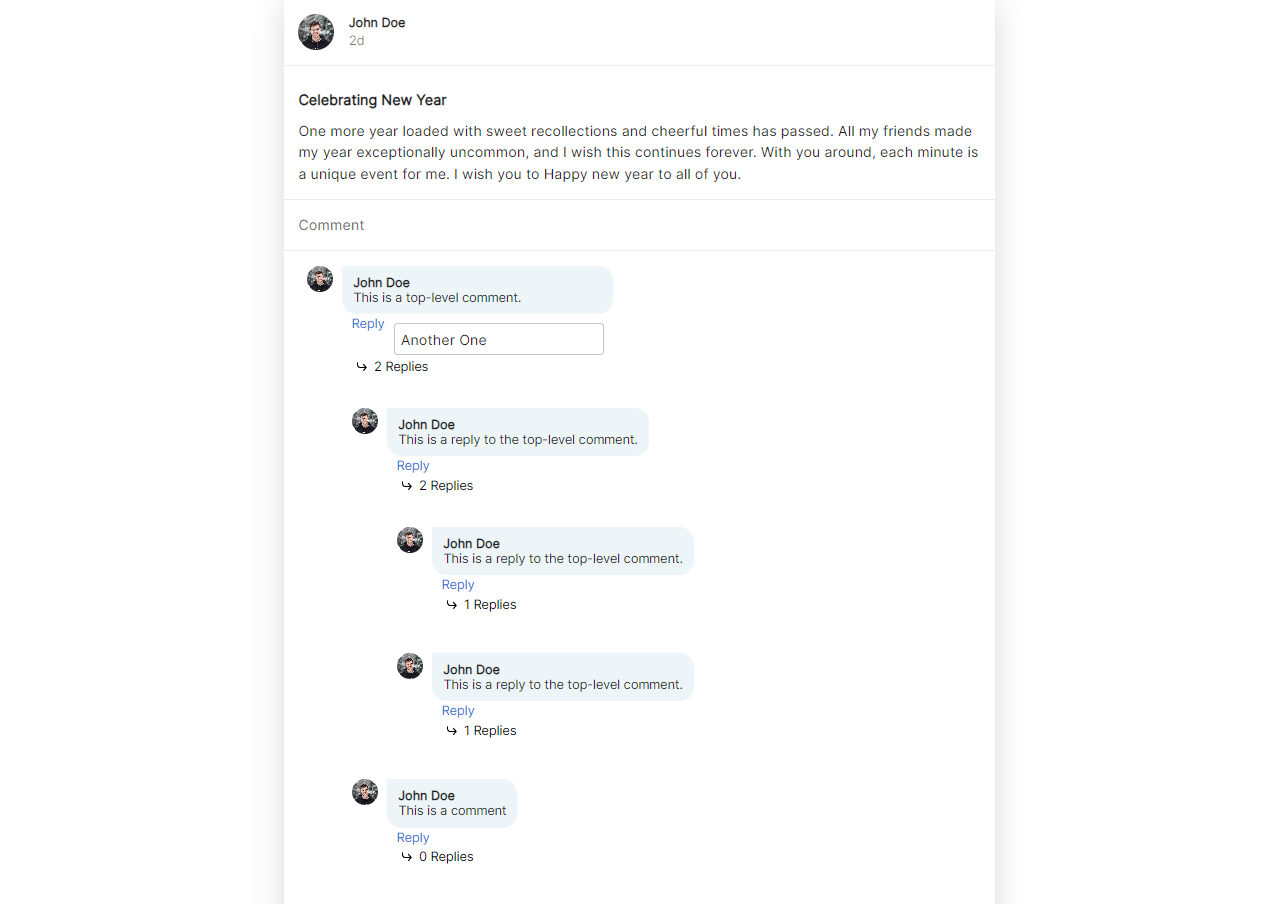 John Doe
2d
Celebrating New Year
One more year loaded with sweet recollections and cheerful times has passed. All my friends made
my year exceptionally uncommon, and I wish this continues forever. With you around, each minute is
a unique event for me. I wish you to Happy new year to all of you.
Comment
John Doe
This is a top-level comment.
Reply
Another One
2 Replies
John Doe
This is a reply to the top-level comment.
Reply
2 Replies
John Doe
This is a reply to the top-level comment.
Reply
1 Replies
John Doe
This is a reply to the top-level comment.
Reply
1 Replies
John Doe
This is a comment
Reply
0 Replies